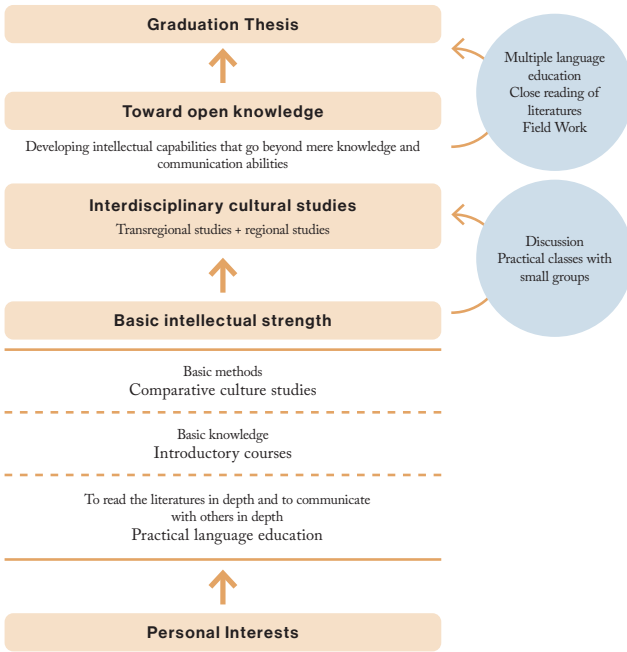 Graduation Thesis
Multiple language
education
Close reading of
literatures
Field Work
Toward open knowledge
Developing intellectual capabilities that go beyond mere knowledge and
communication abilities
Interdisciplinary cultural studies
Transregional studies + regional studies
Discussion
Practical classes with
small groups
Basic intellectual strength
Basic methods
Comparative culture studies
Basic knowledge
Introductory courses
To read the literatures in depth and to communicate
with others in depth
Practical language education
Personal Interests